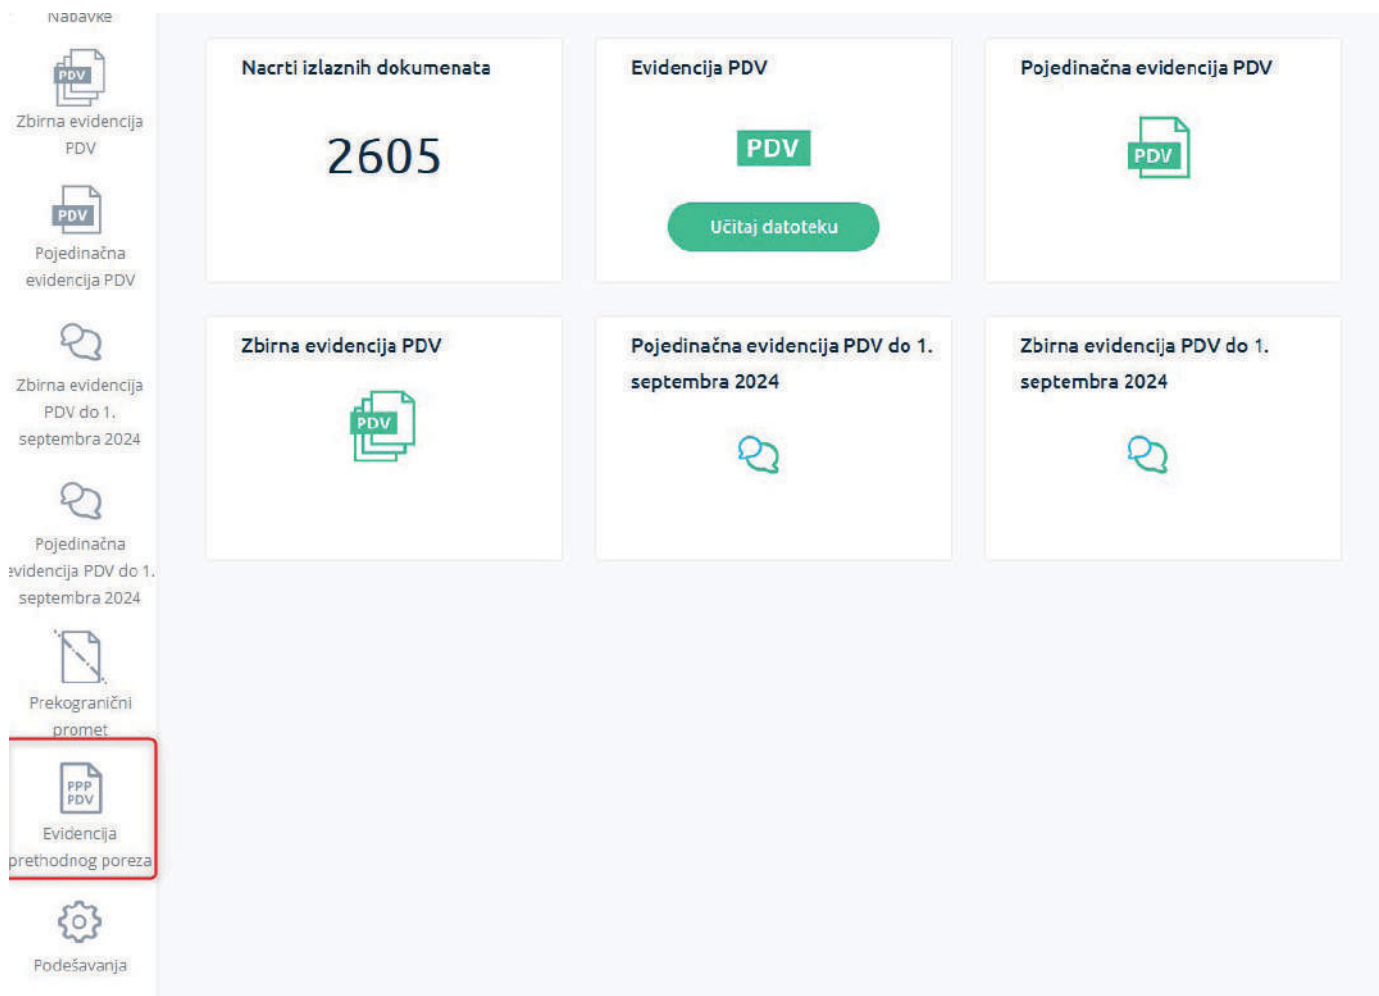 Nabavke
PDV
Zbirna evidencija
PDV
PDV
Pojedinačna
evidencija PDV
Zbirna evidencija
PDV do 1.
septembra 2024
Pojedinačna
evidencija PDV do 1.
septembra 2024
Prekogranični
promet
PPP
PDV
Evidencija
prethodnog poreza
Podešavanja
Nacrti izlaznih dokumenata
2605
Evidencija PDV
PDV
Učitaj datoteku
Pojedinačna evidencija PDV
PDV
Zbirna evidencija PDV
PDV
Pojedinačna evidencija PDV do 1.
septembra 2024
Zbirna evidencija PDV do 1.
septembra 2024